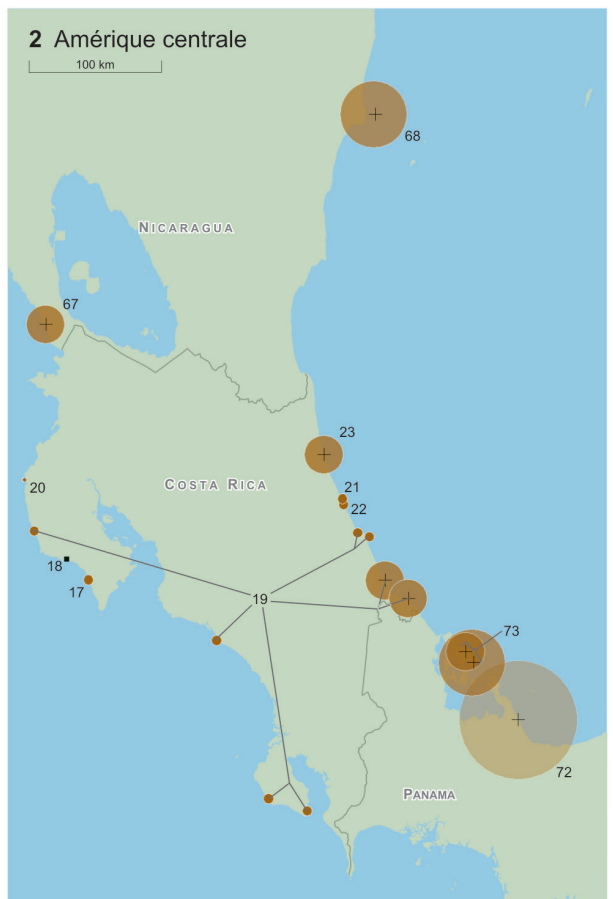 2 Amérique centrale
100 km
68
NICARAGUA
67
23
COSTA RICA
20
21
22
18
17
19
73
72
PANAMA